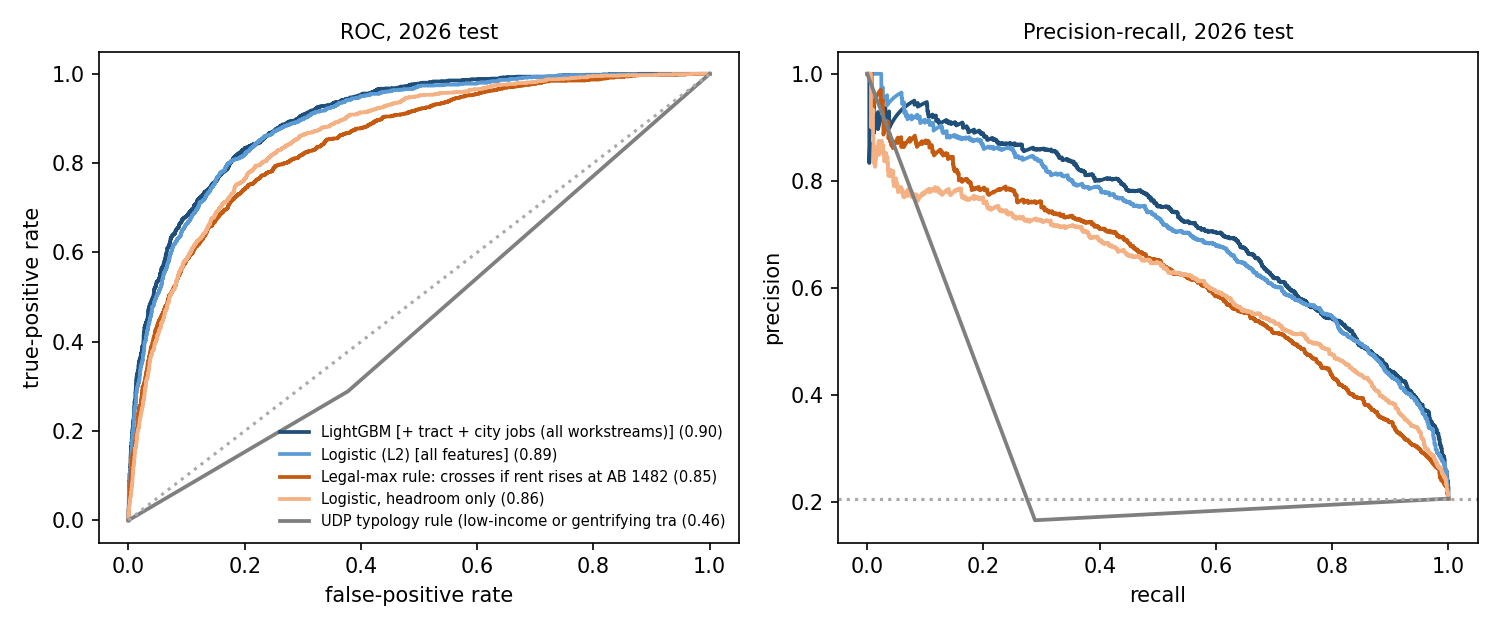 ROC, 2026 test
true-positive rate
1.0
0.8
0.6
0.4
0.2
0.0
LightGBM [+ tract + city jobs (all workstreams)] (0.90)
Logistic (L2) [all features] (0.89)
Legal-max rule: crosses if rent rises at AB 1482 (0.85)
Logistic, headroom only (0.86)
UDP typology rule (low-income or gentrifying tra (0.46)
0.0 0.2 0.4 0.6 0.8 1.0
false-positive rate
Precision-recall, 2026 test
precision
1.0
0.8
0.6
0.4
0.2
0.0 0.2 0.4 0.6 0.8 1.0
recall